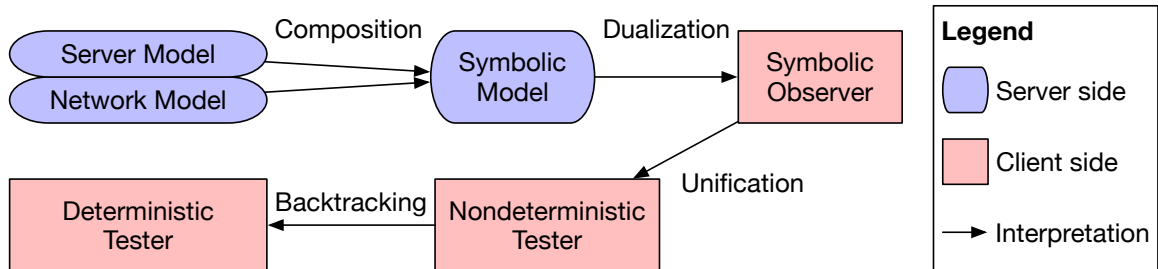 Server Model
Network Model
Composition
Symbolic
Model
Dualization
Symbolic
Observer
Unification
Nondeterministic
Tester
Backtracking
Deterministic
Tester
Legend
Server side
Client side
Interpretation